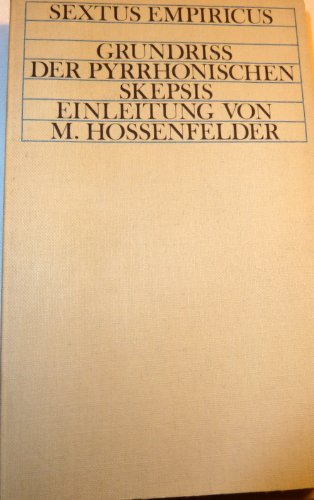 SEXTUS EMPIRICUS
GRUNDRISS
DER PYRRHONISCHEN
SKEPSIS
EINLEITUNG VON
M. HOSSENFELDER